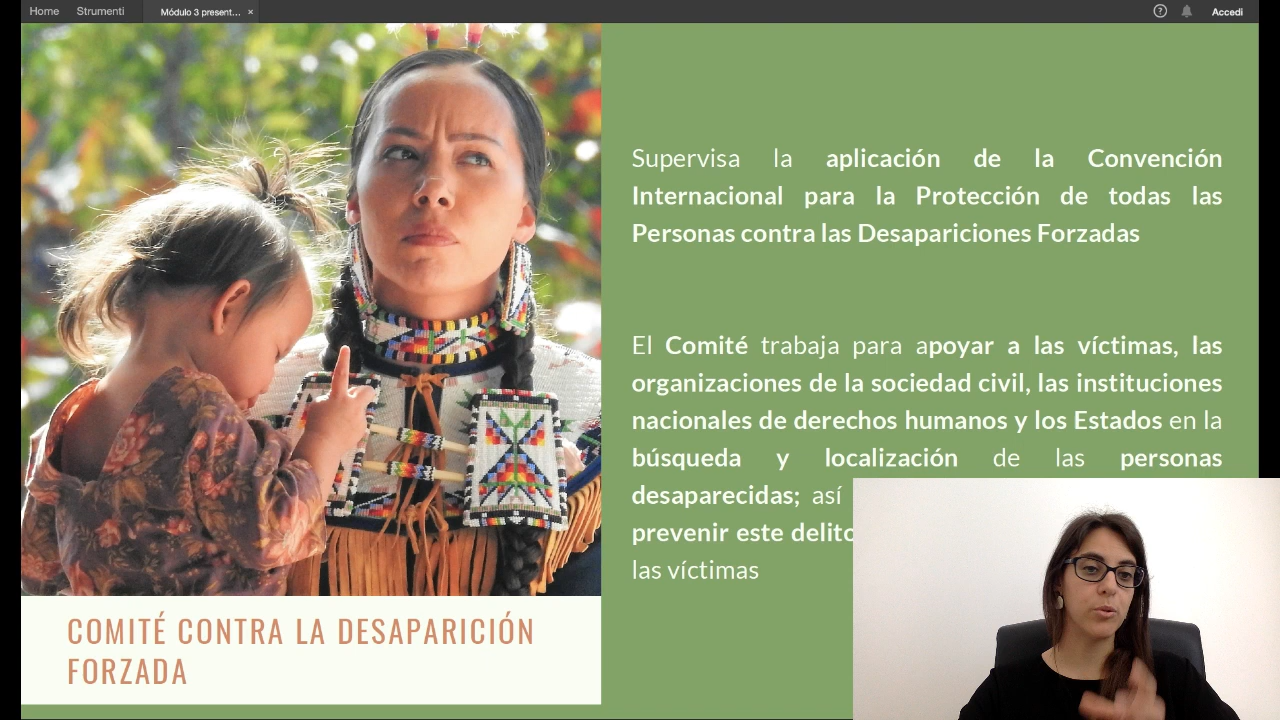 Home Strumenti Módulo 3 present... × ? Accedi
Supervisa la aplicación de la Convención
Internacional para la Protección de todas las
Personas contra las Desapariciones Forzadas
El Comité trabaja para apoyar a las víctimas, las
organizaciones de la sociedad civil, las instituciones
nacionales de derechos humanos y los Estados en la
búsqueda y localización de las personas
desaparecidas; así
prevenir este delito
las víctimas
COMITÉ CONTRA LA DESAPARICIÓN
FORZADA